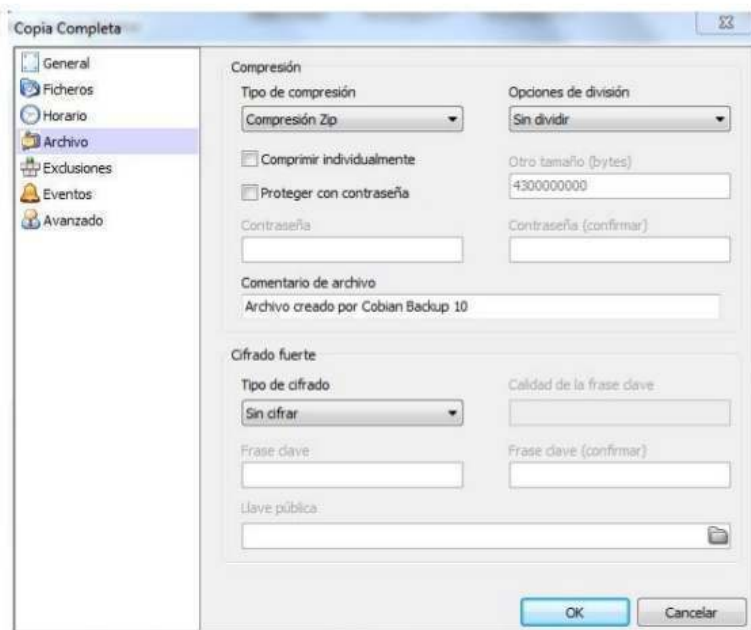 Copia Completa
General
Ficheros
Horario
Archivo
Exclusiones
Eventos
Avanzado
Compresión
Tipo de compresión
Opciones de división
Compresión Zip
Sin dividir
Comprimir individualmente
Otro tamaño (bytes)
4300000000
Proteger con contraseña
Contraseña
Contraseña (confirmar)
Comentario de archivo
Archivo creado por Cobian Backup 10
Cifrado fuerte
Tipo de cifrado
Calidad de la frase clave
Sin cifrar
Frase clave
Frase clave (confirmar)
Llave pública
OK
Cancelar